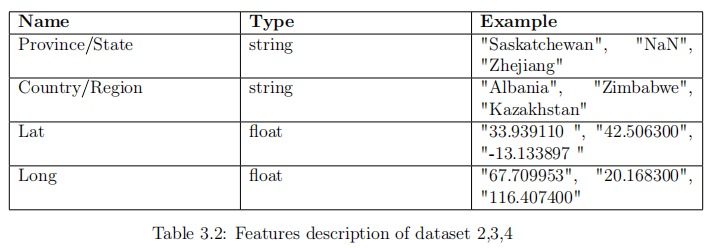 Name Type Example
Province/State string "Saskatchewan", "NaN",
"Zhejiang"
Country/Region string "Albania", "Zimbabwe",
"Kazakhstan"
Lat float "33.939110 ", "42.506300",
"-13.133897 "
Long float "67.709953", "20.168300",
"116.407400"
Table 3.2: Features description of dataset 2,3,4